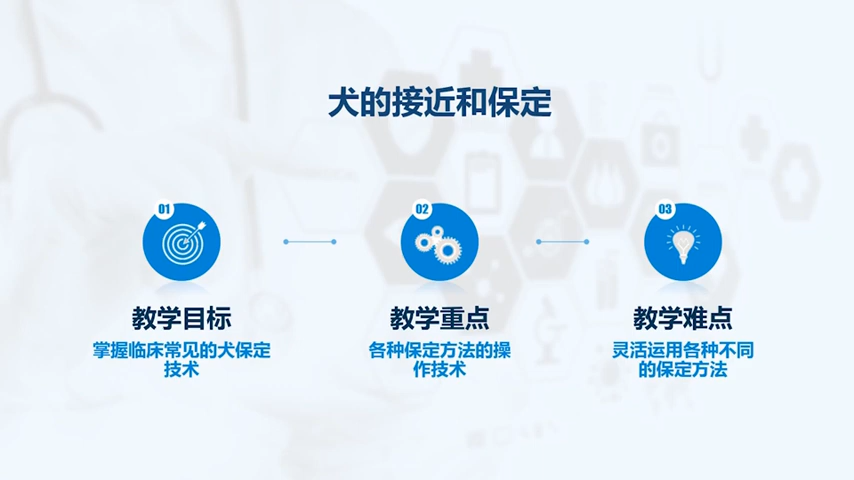 犬的接近和保定
01
02
03
教学目标
教学重点
教学难点
掌握临床常见的犬保定
技术
各种保定方法的操
作技术
灵活运用各种不同
的保定方法